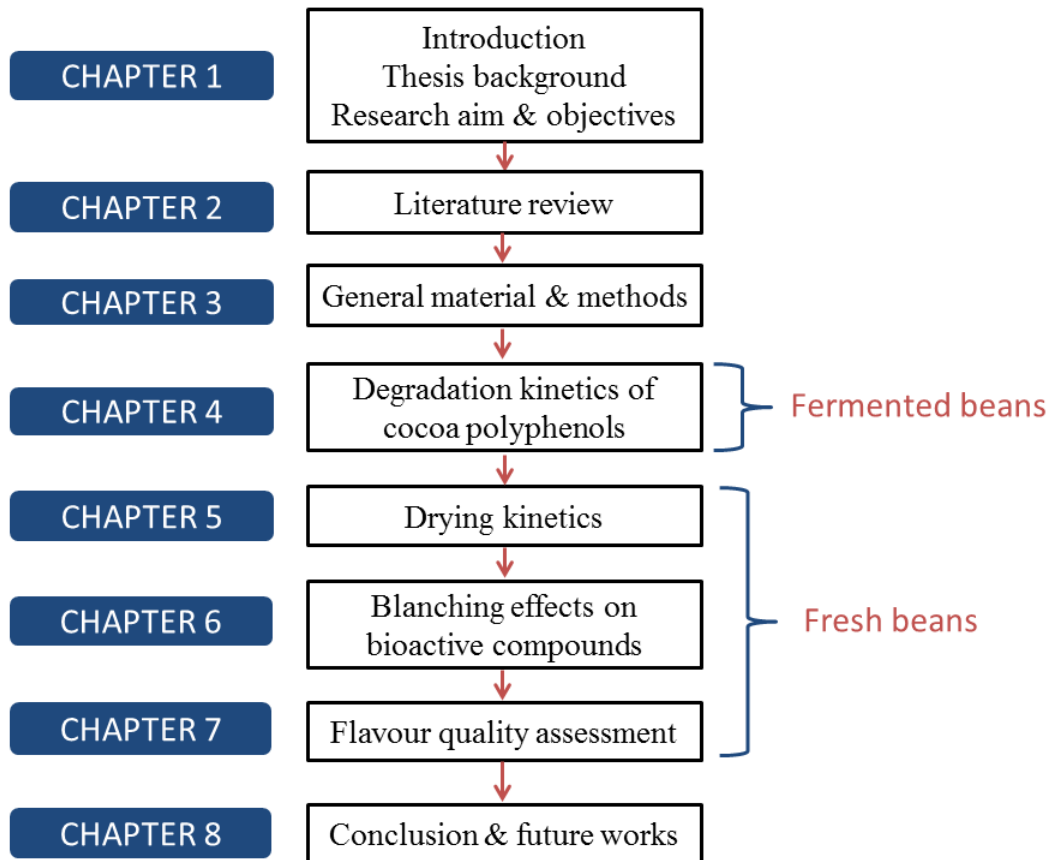 CHAPTER 1
Introduction
Thesis background
Research aim & objectives
CHAPTER 2
Literature review
CHAPTER 3
General material & methods
CHAPTER 4
Degradation kinetics of
cocoa polyphenols
Fermented beans
CHAPTER 5
Drying kinetics
CHAPTER 6
Blanching effects on
bioactive compounds
Fresh beans
CHAPTER 7
Flavour quality assessment
CHAPTER 8
Conclusion & future works